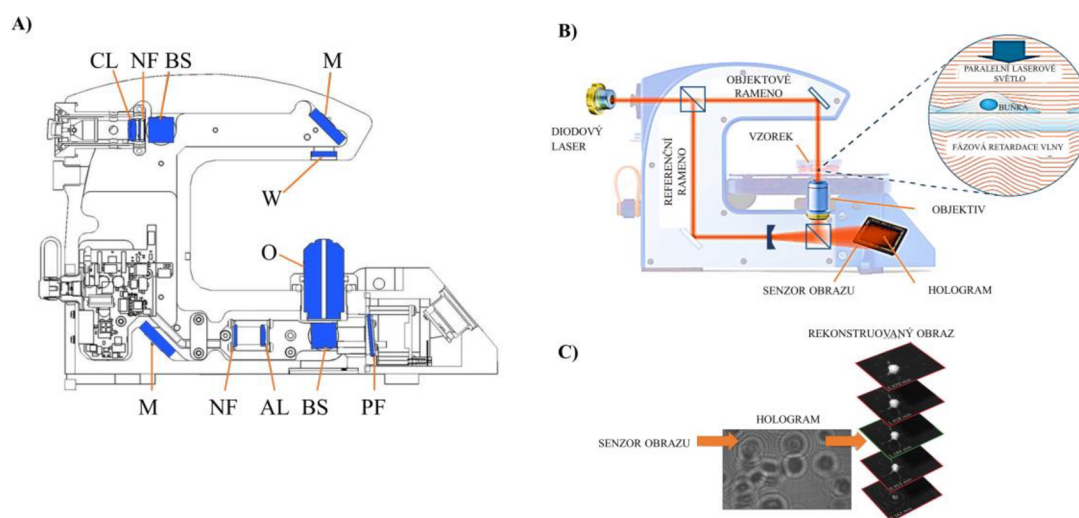 A)
CL NF BS M
W
O
M NF AL BS PF
B)
OBJEKTOVÉ
RAMENO
DIODOVÝ
LASER
VZOREK
REFERENČNÍ
RAMENO
OBJEKTIV
SENZOR OBRAZU
HOLOGRAM
PARALELNÍ LASEROVÉ
SVĚTLO
BUŇKA
FÁZOVÁ RETARDACE VLNY
C)
REKONSTRUOVANÝ OBRAZ
HOLOGRAM
SENZOR OBRAZU